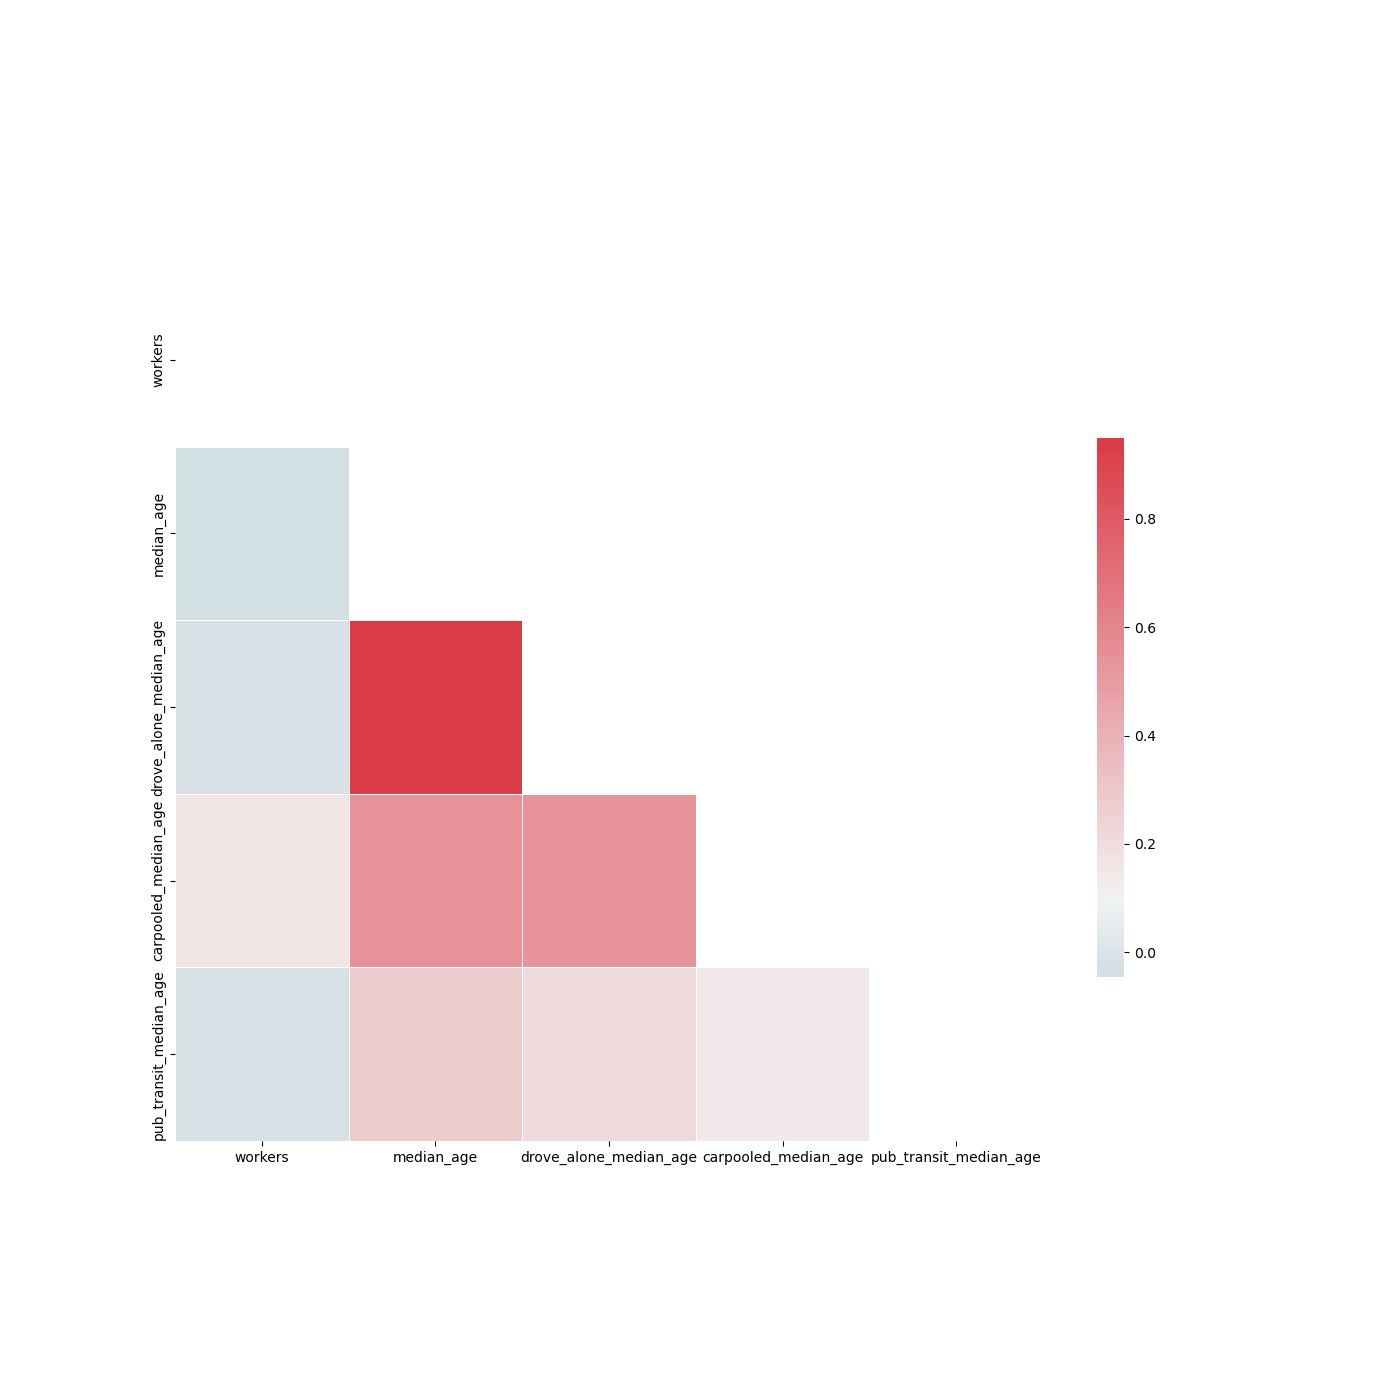 workers
median_age
drove_alone_median_age
carpooled_median_age
pub_transit_median_age
workers
median_age
drove_alone_median_age
carpooled_median_age
pub_transit_median_age
0.8
0.6
0.4
0.2
0.0